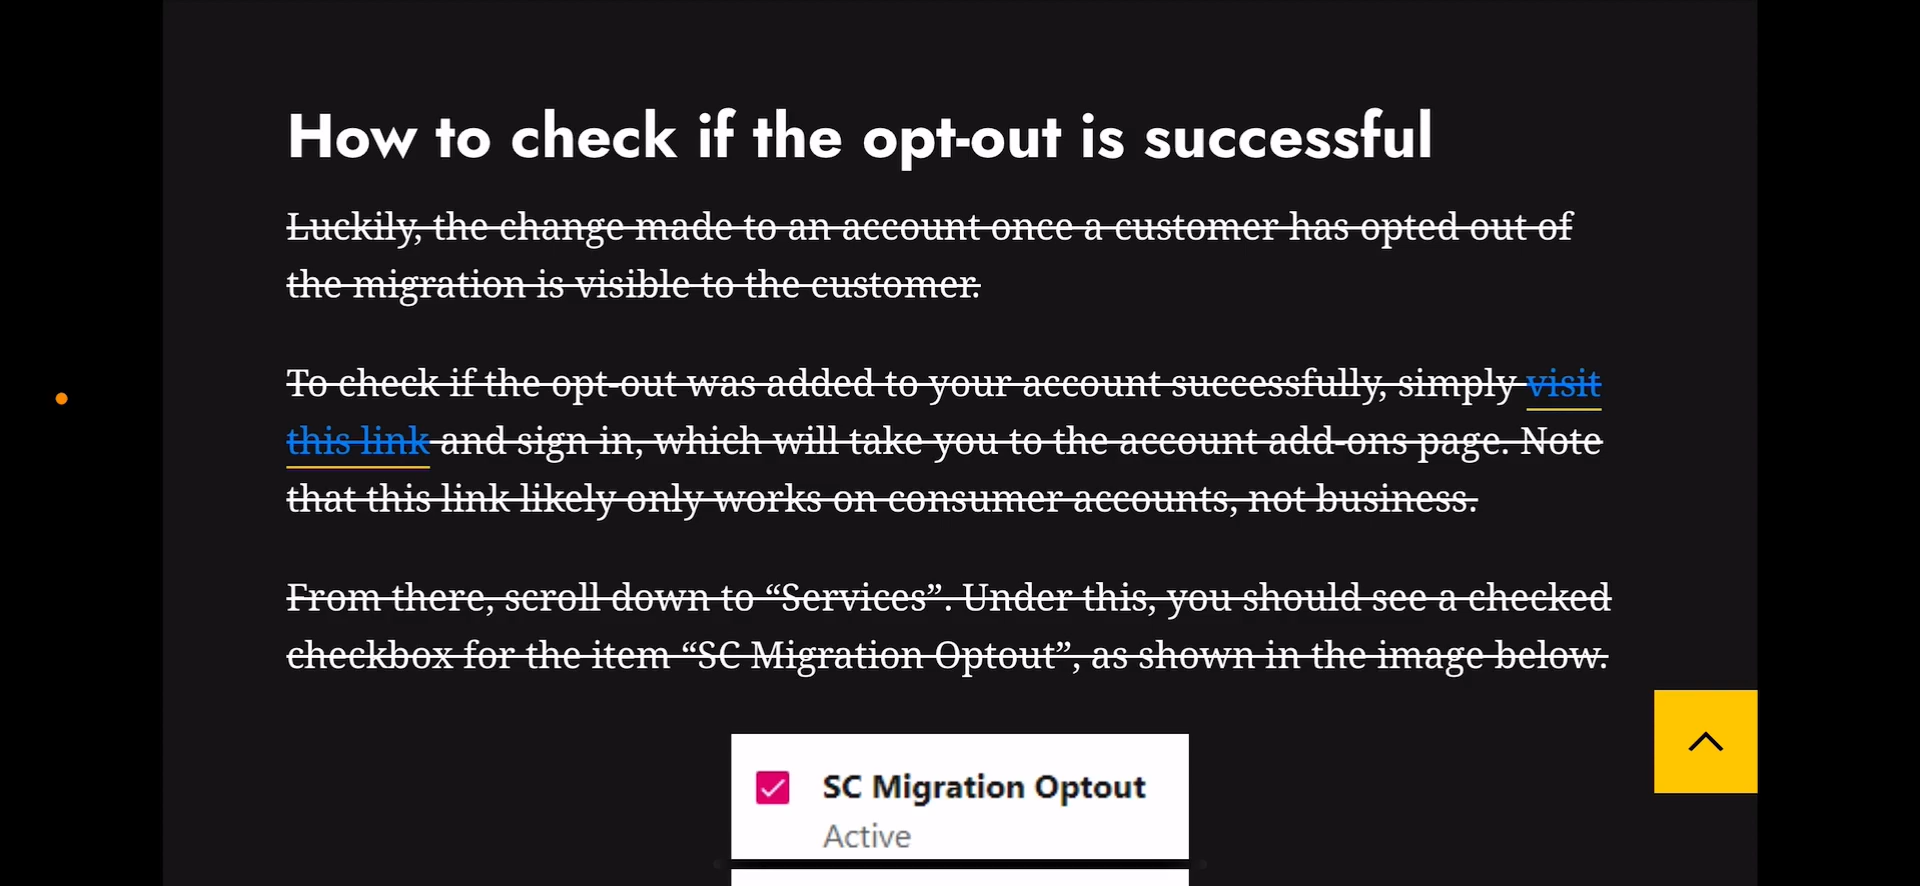 How to check if the opt-out is successful
Luckily, the change made to an account once a customer has opted out of
the migration is visible to the customer.
To check if the opt-out was added to your account successfully, simply visit
this link and sign in, which will take you to the account add-ons page. Note
that this link likely only works on consumer accounts, not business.
From there, scroll down to “Services”. Under this, you should see a checked
checkbox for the item “SC Migration Optout”, as shown in the image below.
SC Migration Optout
Active